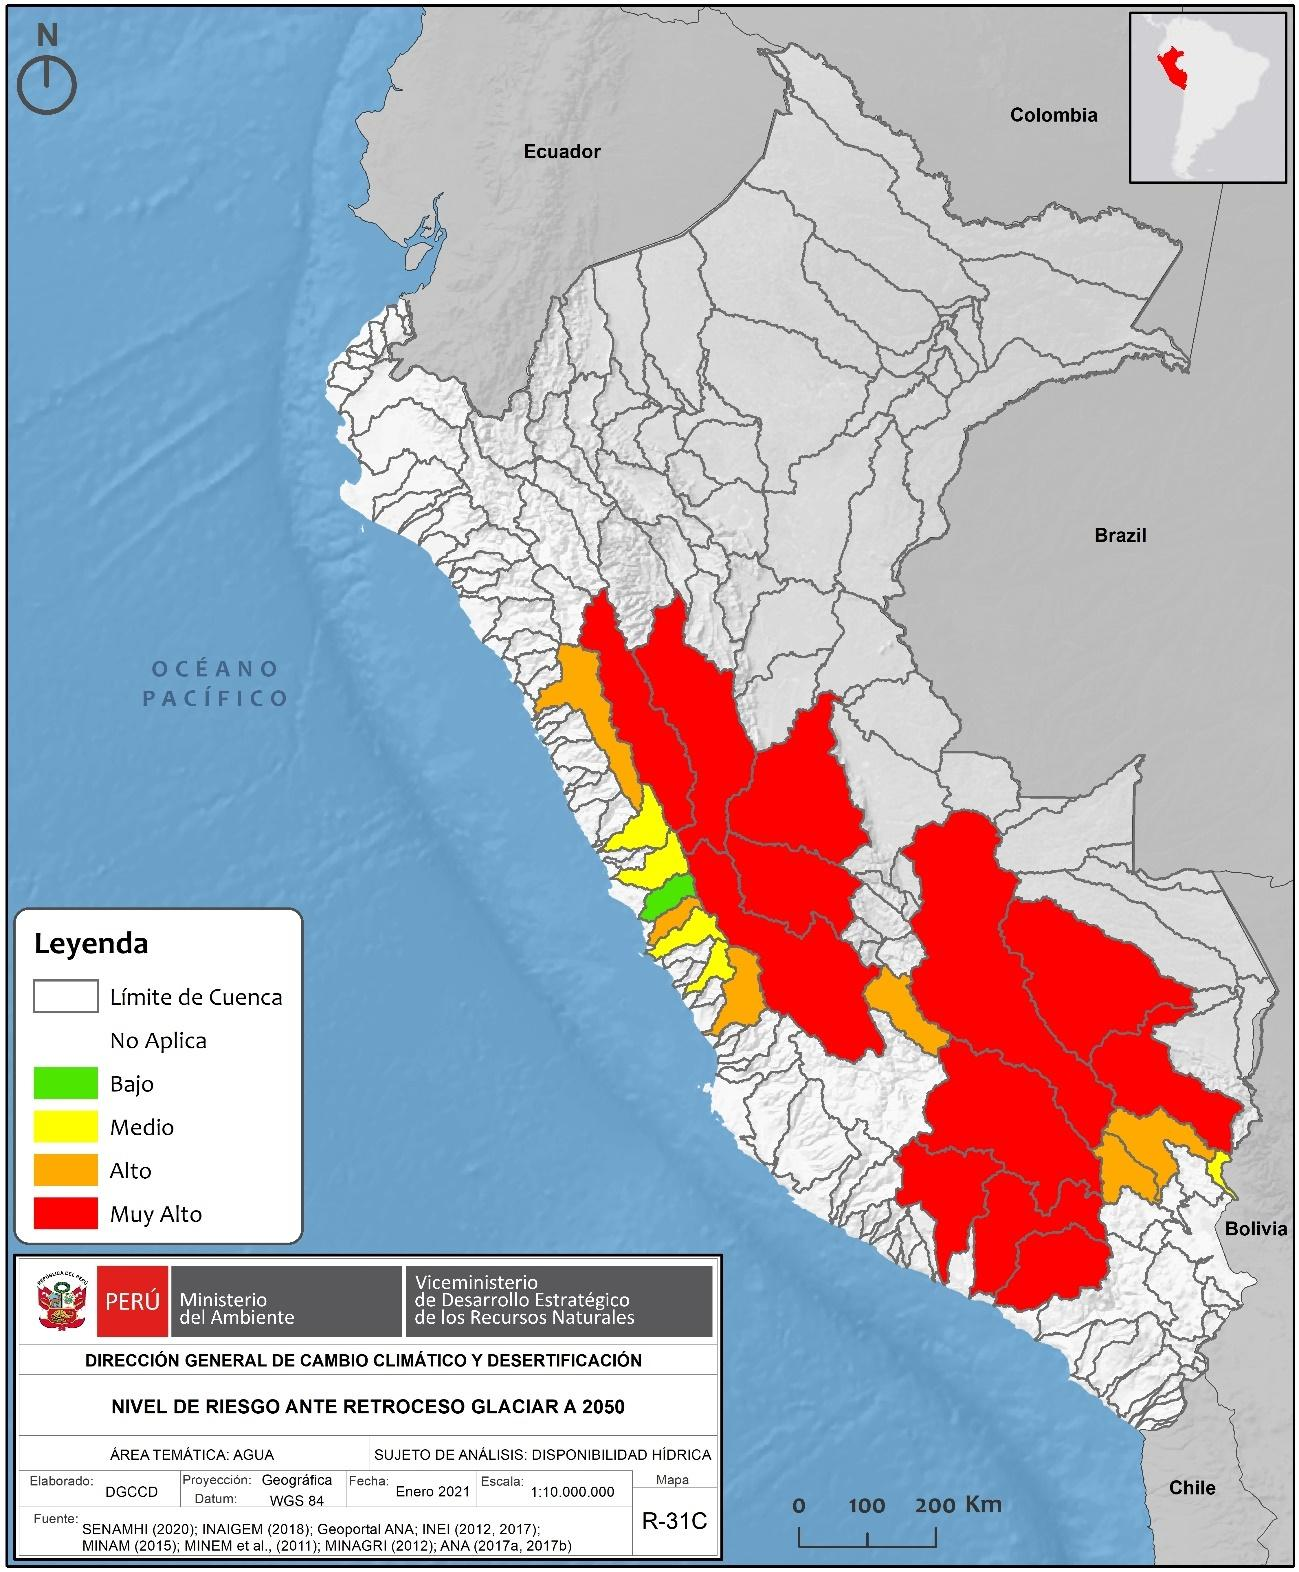 N
Colombia
Ecuador
Brazil
OCÉANO
PACÍFICO
Leyenda
Límite de Cuenca
No Aplica
Bajo
Medio
Alto
Muy Alto
Bolivia
Chile
0 100 200 Km
REPÚBLICA DEL PERÚ
PERÚ
Ministerio
del Ambiente
Viceministerio
de Desarrollo Estratégico
de los Recursos Naturales
DIRECCIÓN GENERAL DE CAMBIO CLIMÁTICO Y DESERTIFICACIÓN
NIVEL DE RIESGO ANTE RETROCESO GLACIAR A 2050
ÁREA TEMÁTICA: AGUA
SUJETO DE ANÁLISIS: DISPONIBILIDAD HÍDRICA
Elaborado: DGCCD
Proyección: Geográfica
Datum: WGS 84
Fecha: Enero 2021
Escala: 1:10.000.000
Mapa
R-31C
Fuente: SENAMHI (2020); INAIGEM (2018); Geoportal ANA; INEI (2012, 2017);
MINAM (2015); MINEM et al., (2011); MINAGRI (2012); ANA (2017a, 2017b)